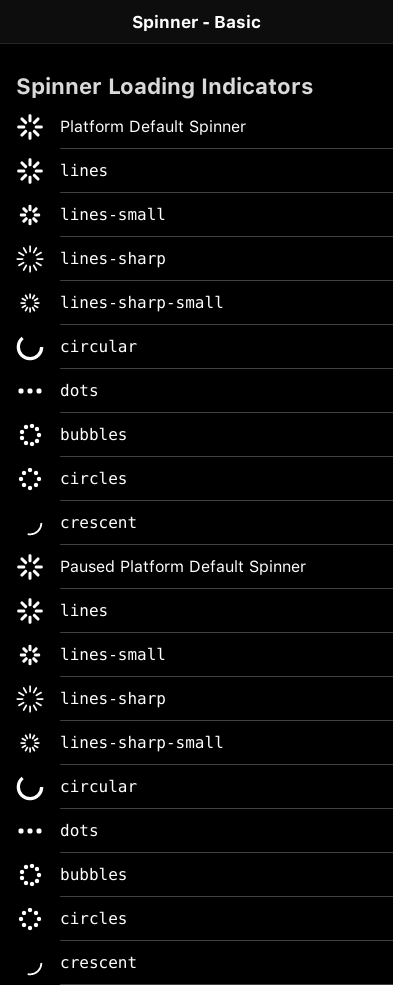 Spinner - Basic
Spinner Loading Indicators
Platform Default Spinner
lines
lines-small
lines-sharp
lines-sharp-small
circular
dots
bubbles
circles
crescent
Paused Platform Default Spinner
lines
lines-small
lines-sharp
lines-sharp-small
circular
dots
bubbles
circles
crescent